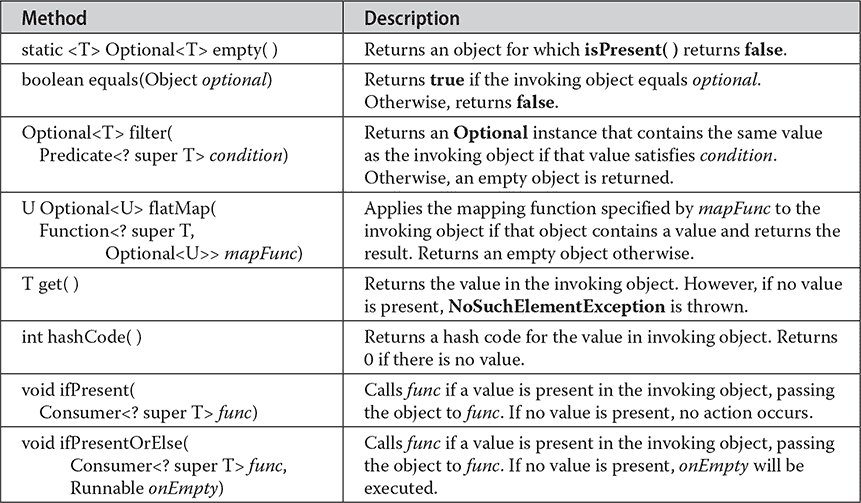 Method Description
static <T> Optional<T> empty( ) Returns an object for which isPresent( ) returns false.
boolean equals(Object optional) Returns true if the invoking object equals optional.
Otherwise, returns false.
Optional<T> filter( Returns an Optional instance that contains the same value
Predicate<? super T> condition) as the invoking object if that value satisfies condition.
Otherwise, an empty object is returned.
U Optional<U> flatMap( Applies the mapping function specified by mapFunc to the
Function<? super T, invoking object if that object contains a value and returns the
Optional<U>> mapFunc) result. Returns an empty object otherwise.
T get( ) Returns the value in the invoking object. However, if no value
is present, NoSuchElementException is thrown.
int hashCode( ) Returns a hash code for the value in invoking object. Returns
0 if there is no value.
void ifPresent( Calls func if a value is present in the invoking object, passing
Consumer<? super T> func) the object to func. If no value is present, no action occurs.
void ifPresentOrElse( Calls func if a value is present in the invoking object, passing
Consumer<? super T> func, the object to func. If no value is present, onEmpty will be
Runnable onEmpty) executed.